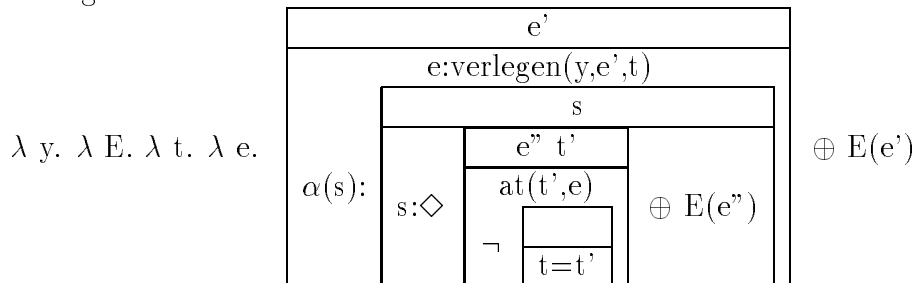 e'
e:verlegen(y,e',t)
s
λ y. λ E. λ t. λ e.
e" t'
⊕ E(e')
α(s):
at(t',e)
s:◇
⊕ E(e")
¬
t=t'